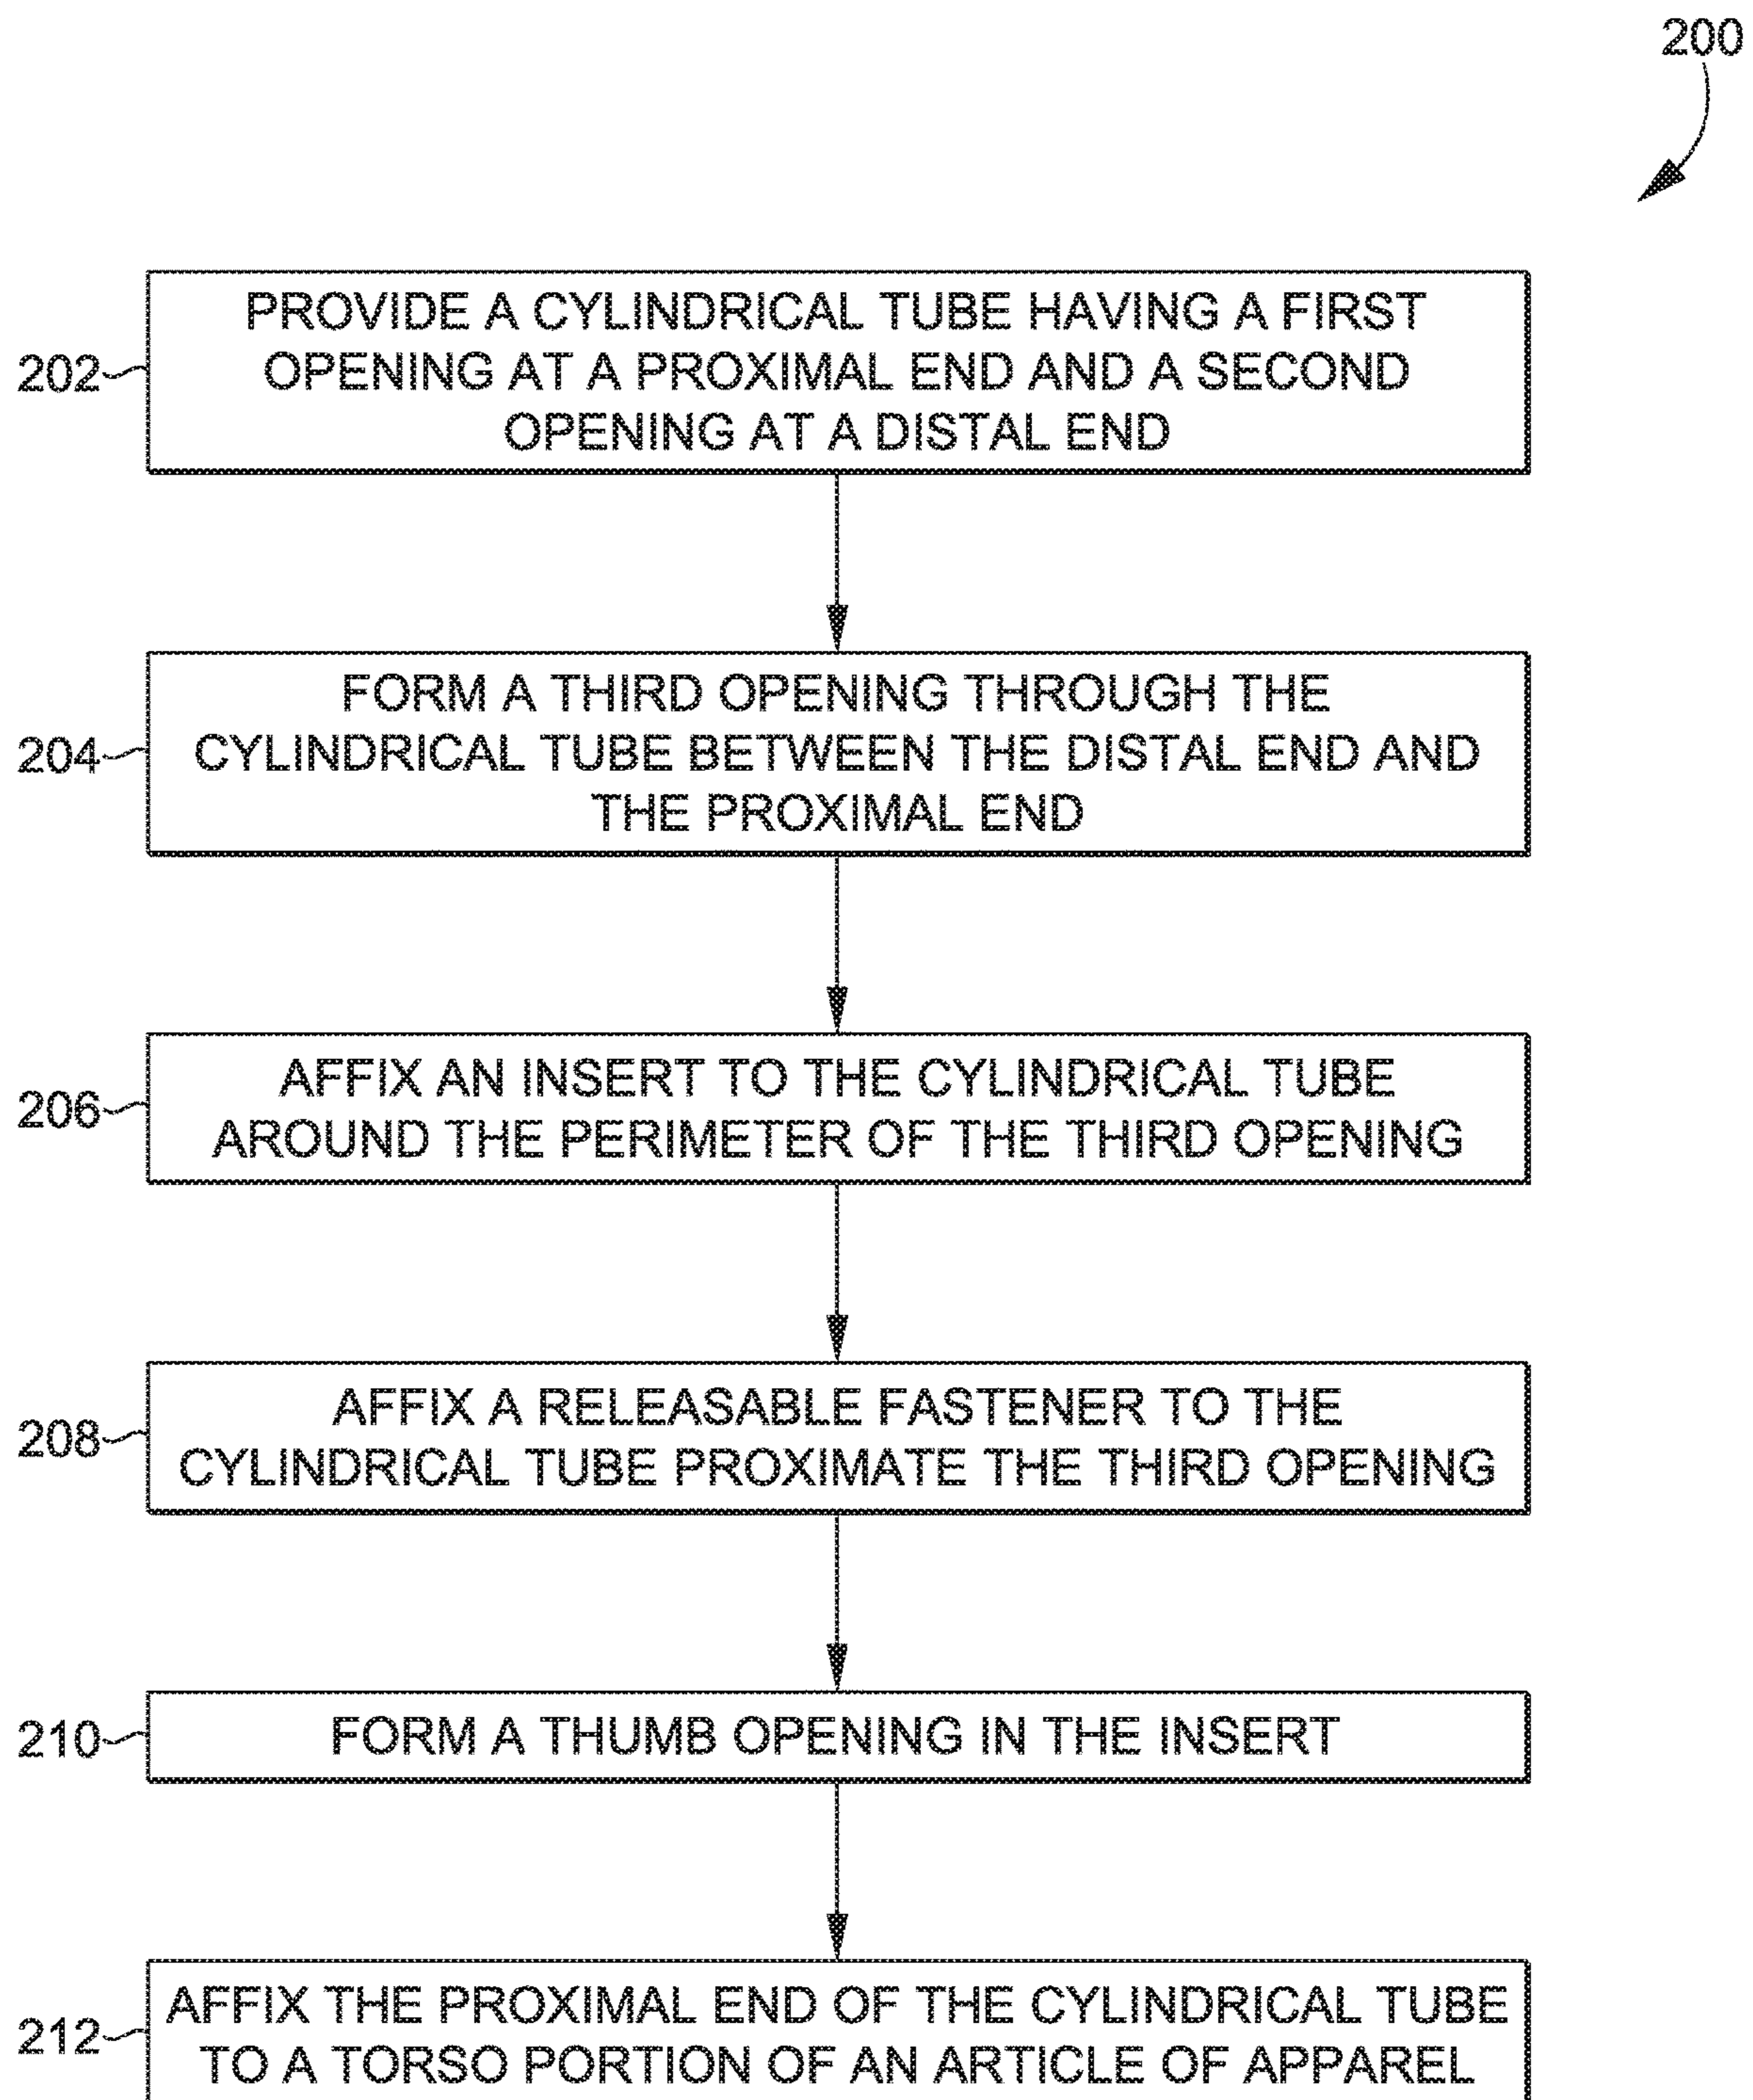 200
202
PROVIDE A CYLINDRICAL TUBE HAVING A FIRST
OPENING AT A PROXIMAL END AND A SECOND
OPENING AT A DISTAL END
204
FORM A THIRD OPENING THROUGH THE
CYLINDRICAL TUBE BETWEEN THE DISTAL END AND
THE PROXIMAL END
206
AFFIX AN INSERT TO THE CYLINDRICAL TUBE
AROUND THE PERIMETER OF THE THIRD OPENING
208
AFFIX A RELEASABLE FASTENER TO THE
CYLINDRICAL TUBE PROXIMATE THE THIRD OPENING
210
FORM A THUMB OPENING IN THE INSERT
212
AFFIX THE PROXIMAL END OF THE CYLINDRICAL TUBE
TO A TORSO PORTION OF AN ARTICLE OF APPAREL